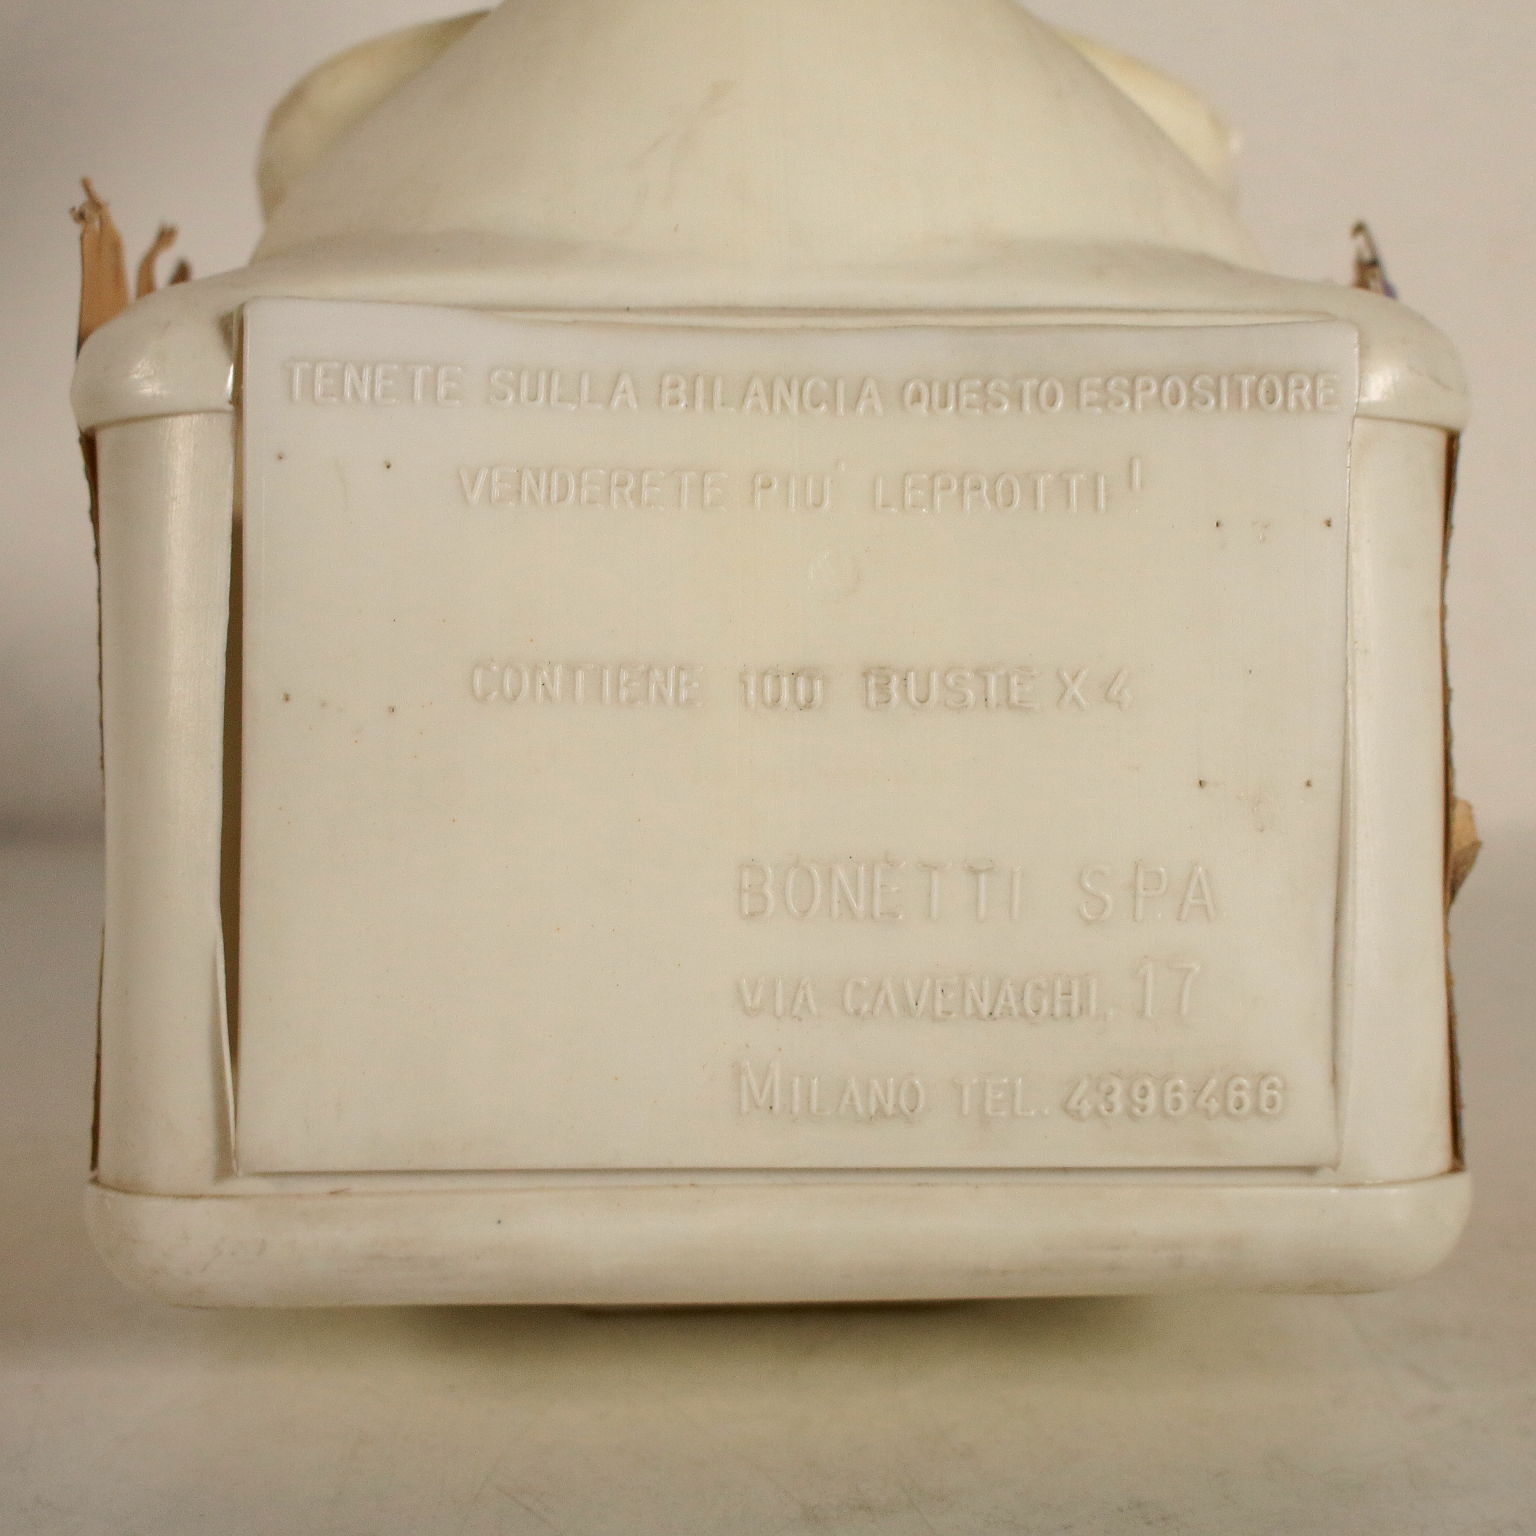 TENETE SULLA BILANCIA QUESTO ESPOSITORE
VENDERETE PIU' LEPROTTI!
CONTIENE 100 BUSTE X 4
BONETTI SPA
VIA CAVENAGHI, 17
MILANO TEL. 4396466